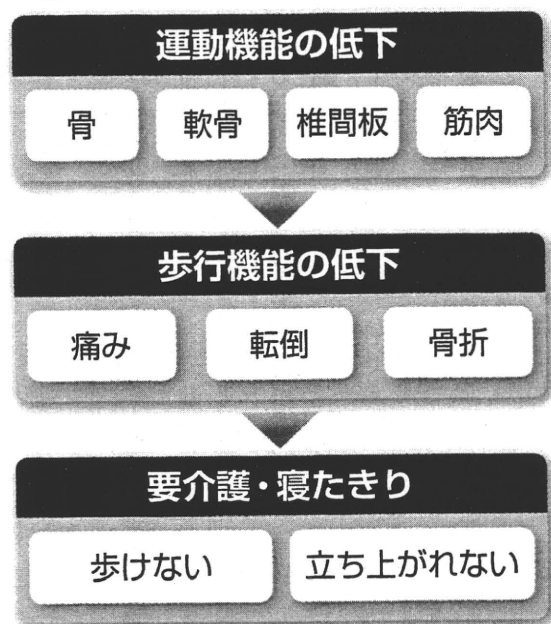 運動機能の低下
骨 軟骨 椎間板 筋肉
歩行機能の低下
痛み 転倒 骨折
要介護・寝たきり
歩けない 立ち上がれない